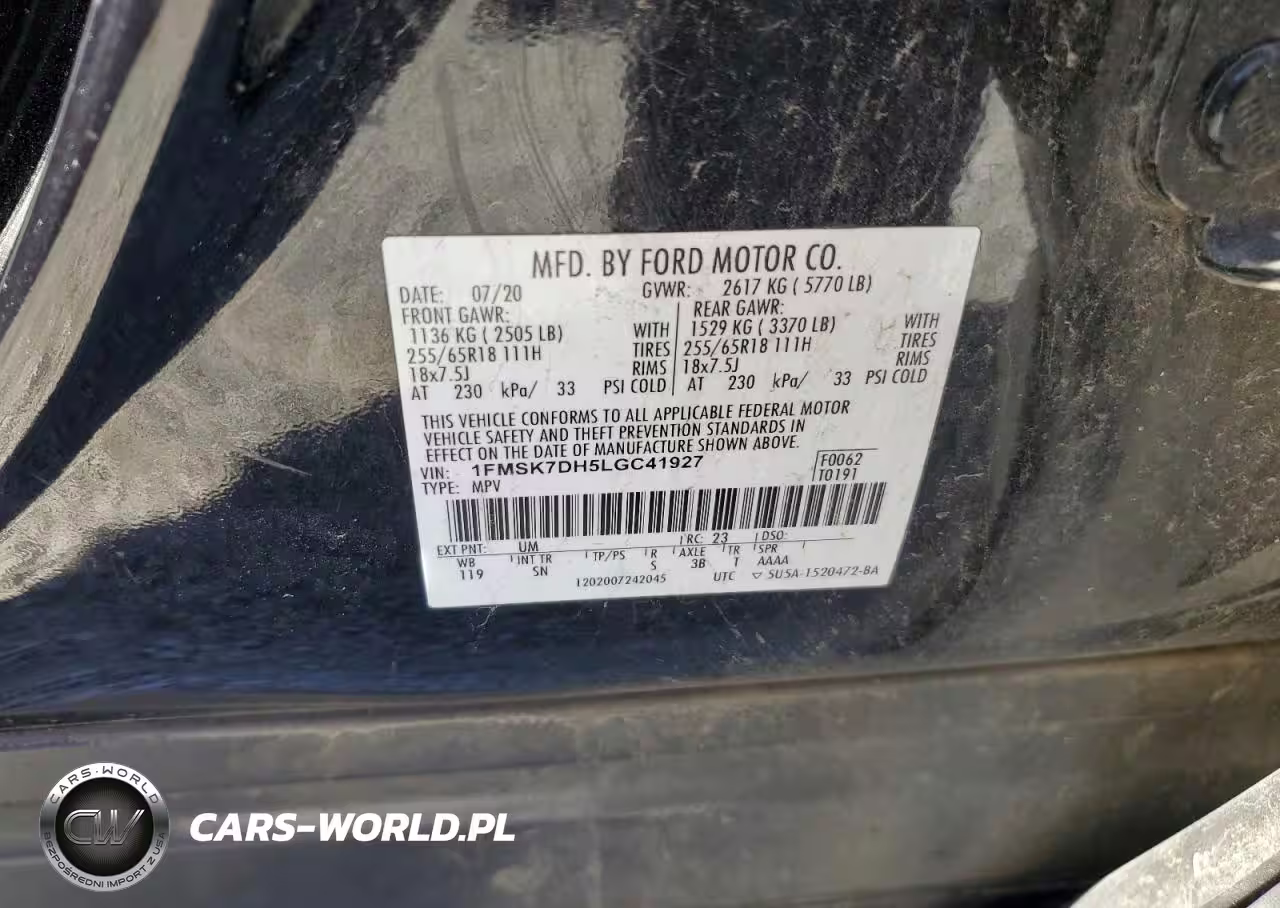 MFD. BY FORD MOTOR CO.
DATE: 07/20
GVWR: 2617 KG ( 5770 LB)
FRONT GAWR:
1136 KG ( 2505 LB) WITH
255/65R18 111H TIRES
18x7.5J RIMS
AT 230 kPa/ 33 PSI COLD
REAR GAWR:
1529 KG ( 3370 LB) WITH
255/65R18 111H TIRES
18x7.5J RIMS
AT 230 kPa/ 33 PSI COLD
THIS VEHICLE CONFORMS TO ALL APPLICABLE FEDERAL MOTOR
VEHICLE SAFETY AND THEFT PREVENTION STANDARDS IN
EFFECT ON THE DATE OF MANUFACTURE SHOWN ABOVE.
VIN: 1FMSK7DH5LGC41927
TYPE: MPV
F0062
T0191
EXT PNT: UM RC: 23 DSO:
WB INT TR TP/PS R AXLE TR SPR
119 SN S 3B 1 AAAA
1202007242045 UTC ▽ SU5A-1520472-BA
CARS-WORLD
CW
BEZPOŚREDNI IMPORT Z USA
CARS-WORLD.PL